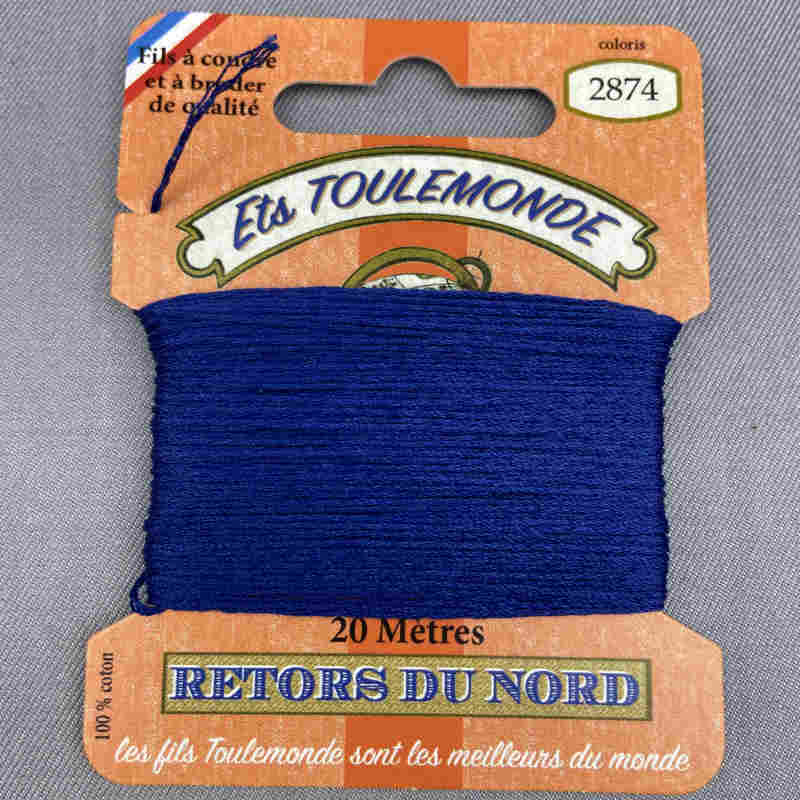 Fils à coudre
et à broder
de qualité
coloris
2874
Ets TOULEMONDE
20 Mètres
RETORS DU NORD
100 % coton
les fils Toulemonde sont les meilleurs du monde